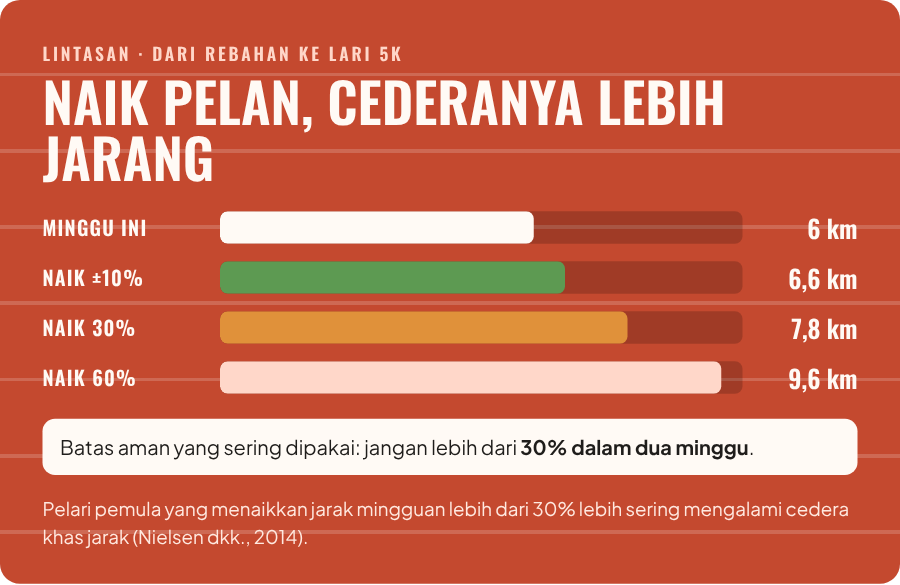 LINTASAN · DARI REBAHAN KE LARI 5K
NAIK PELAN, CEDERANYA LEBIH
JARANG
MINGGU INI 6 km
NAIK ±10% 6,6 km
NAIK 30% 7,8 km
NAIK 60% 9,6 km
Batas aman yang sering dipakai: jangan lebih dari 30% dalam dua minggu.
Pelari pemula yang menaikkan jarak mingguan lebih dari 30% lebih sering mengalami cedera
khas jarak (Nielsen dkk., 2014).